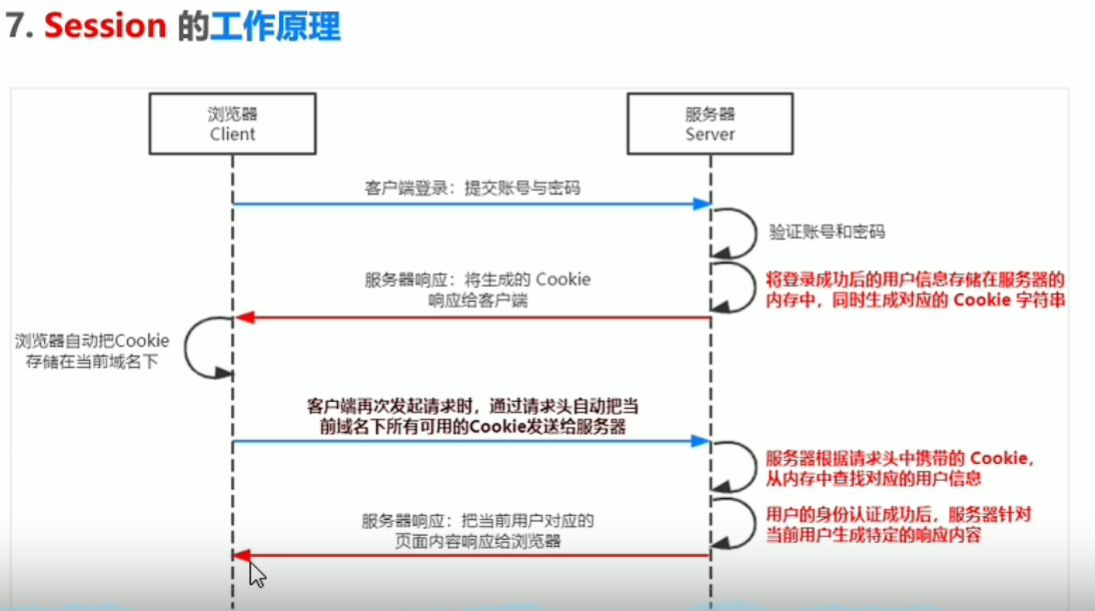 7. Session 的工作原理
浏览器
Client
服务器
Server
客户端登录：提交账号与密码
验证账号和密码
将登录成功后的用户信息存储在服务器的
内存中，同时生成对应的 Cookie 字符串
服务器响应：将生成的 Cookie
响应给客户端
浏览器自动把Cookie
存储在当前域名下
客户端再次发起请求时，通过请求头自动把当
前域名下所有可用的Cookie发送给服务器
服务器根据请求头中携带的 Cookie，
从内存中查找对应的用户信息
用户的身份认证成功后，服务器针对
当前用户生成特定的响应内容
服务器响应：把当前用户对应的
页面内容响应给浏览器